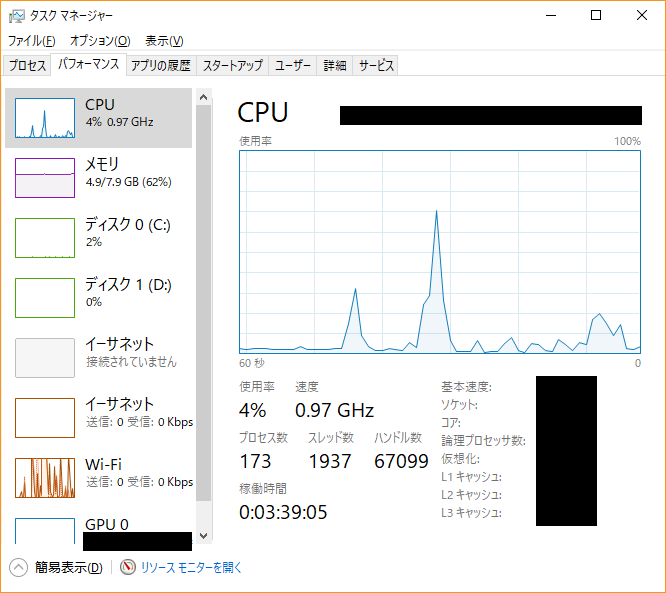 タスク マネージャー
ファイル(F) オプション(O) 表示(V)
プロセス パフォーマンス アプリの履歴 スタートアップ ユーザー 詳細 サービス
CPU
4% 0.97 GHz
メモリ
4.9/7.9 GB (62%)
ディスク 0 (C:)
2%
ディスク 1 (D:)
0%
イーサネット
接続されていません
イーサネット
送信: 0 受信: 0 Kbps
Wi-Fi
送信: 0 受信: 0 Kbps
GPU 0
CPU
使用率 100%
60 秒 0
使用率 速度
4% 0.97 GHz
プロセス数 スレッド数 ハンドル数
173 1937 67099
稼働時間
0:03:39:05
基本速度:
ソケット:
コア:
論理プロセッサ数:
仮想化:
L1 キャッシュ:
L2 キャッシュ:
L3 キャッシュ:
簡易表示(D) リソース モニターを開く